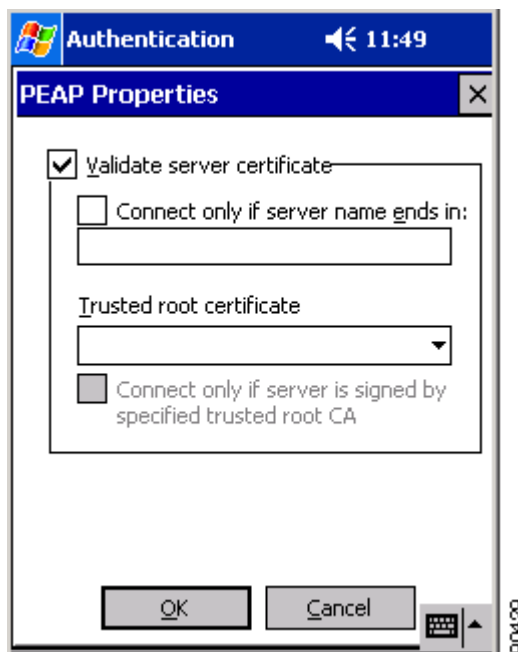 Authentication 11:49
PEAP Properties
Validate server certificate
Connect only if server name ends in:
Trusted root certificate
Connect only if server is signed by
specified trusted root CA
OK Cancel